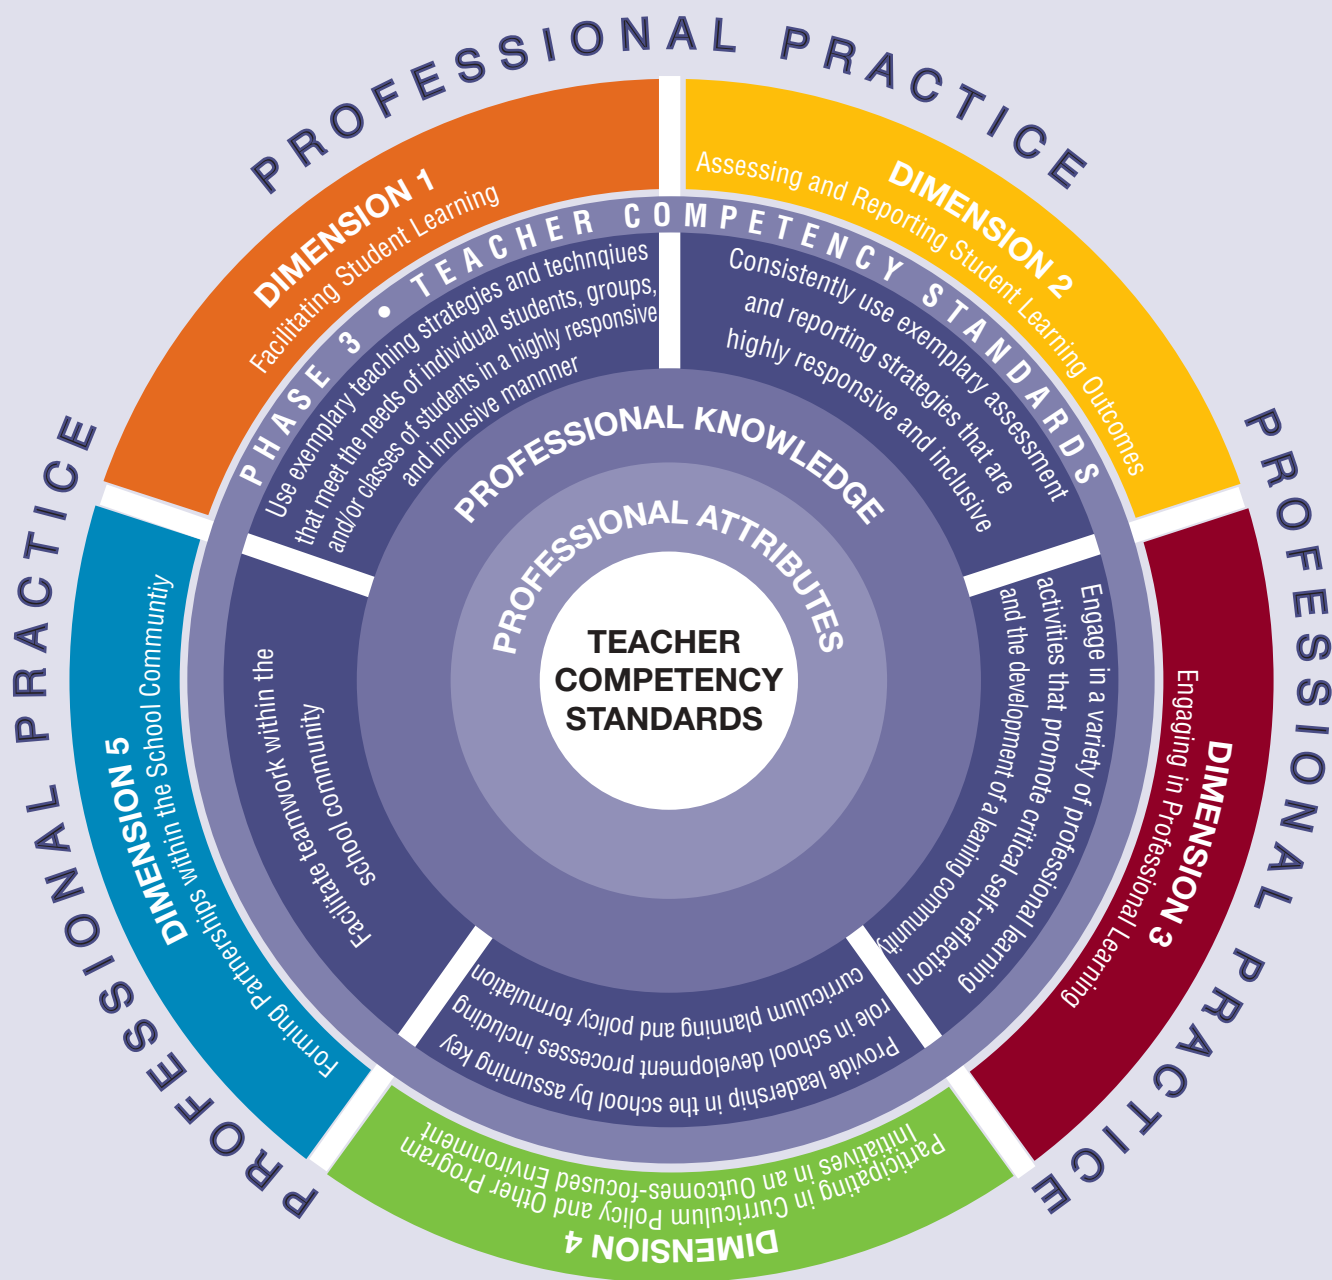 PROFESSIONAL PRACTICE
PROFESSIONAL PRACTICE
PROFESSIONAL PRACTICE
DIMENSION 1
Facilitating Student Learning
DIMENSION 2
Assessing and Reporting Student Learning Outcomes
DIMENSION 3
Engaging in Professional Learning
DIMENSION 4
Participating in Curriculum Policy and Other Program
Initiatives in an Outcomes-focused Environment
DIMENSION 5
Forming Partnerships within the School Communtiy
PHASE 3 • TEACHER COMPETENCY STANDARDS
Use exemplary teaching strategies and technqiues
that meet the needs of individual students, groups,
and/or classes of students in a highly responsive
and inclusive mannner
Consistently use exemplary assessment
and reporting strategies that are
highly responsive and inclusive
Engage in a variety of professional learning
activities that promote critical self-reflection
and the development of a leaning community
Provide leadership in the school by assuming key
role in school development processes including
curriculum planning and policy formulation
Facilitate teamwork within the
school community
PROFESSIONAL KNOWLEDGE
PROFESSIONAL ATTRIBUTES
TEACHER
COMPETENCY
STANDARDS